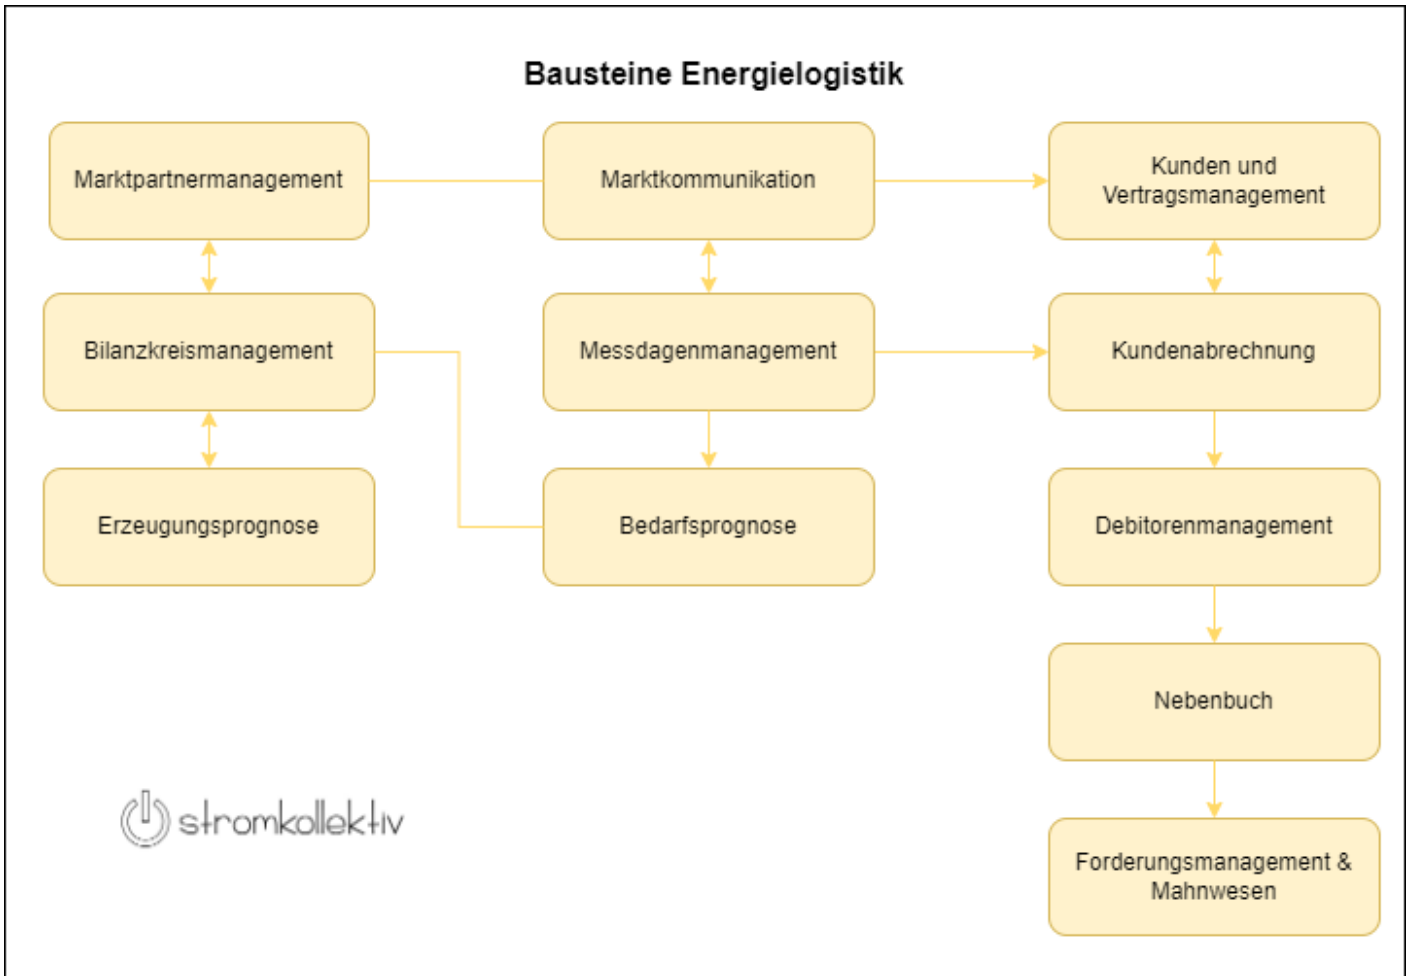 Bausteine Energielogistik
Marktpartnermanagement
Marktkommunikation
Kunden und
Vertragsmanagement
Bilanzkreismanagement
Messdagenmanagement
Kundenabrechnung
Erzeugungsprognose
Bedarfsprognose
Debitorenmanagement
Nebenbuch
stromkollektiv
Forderungsmanagement &
Mahnwesen